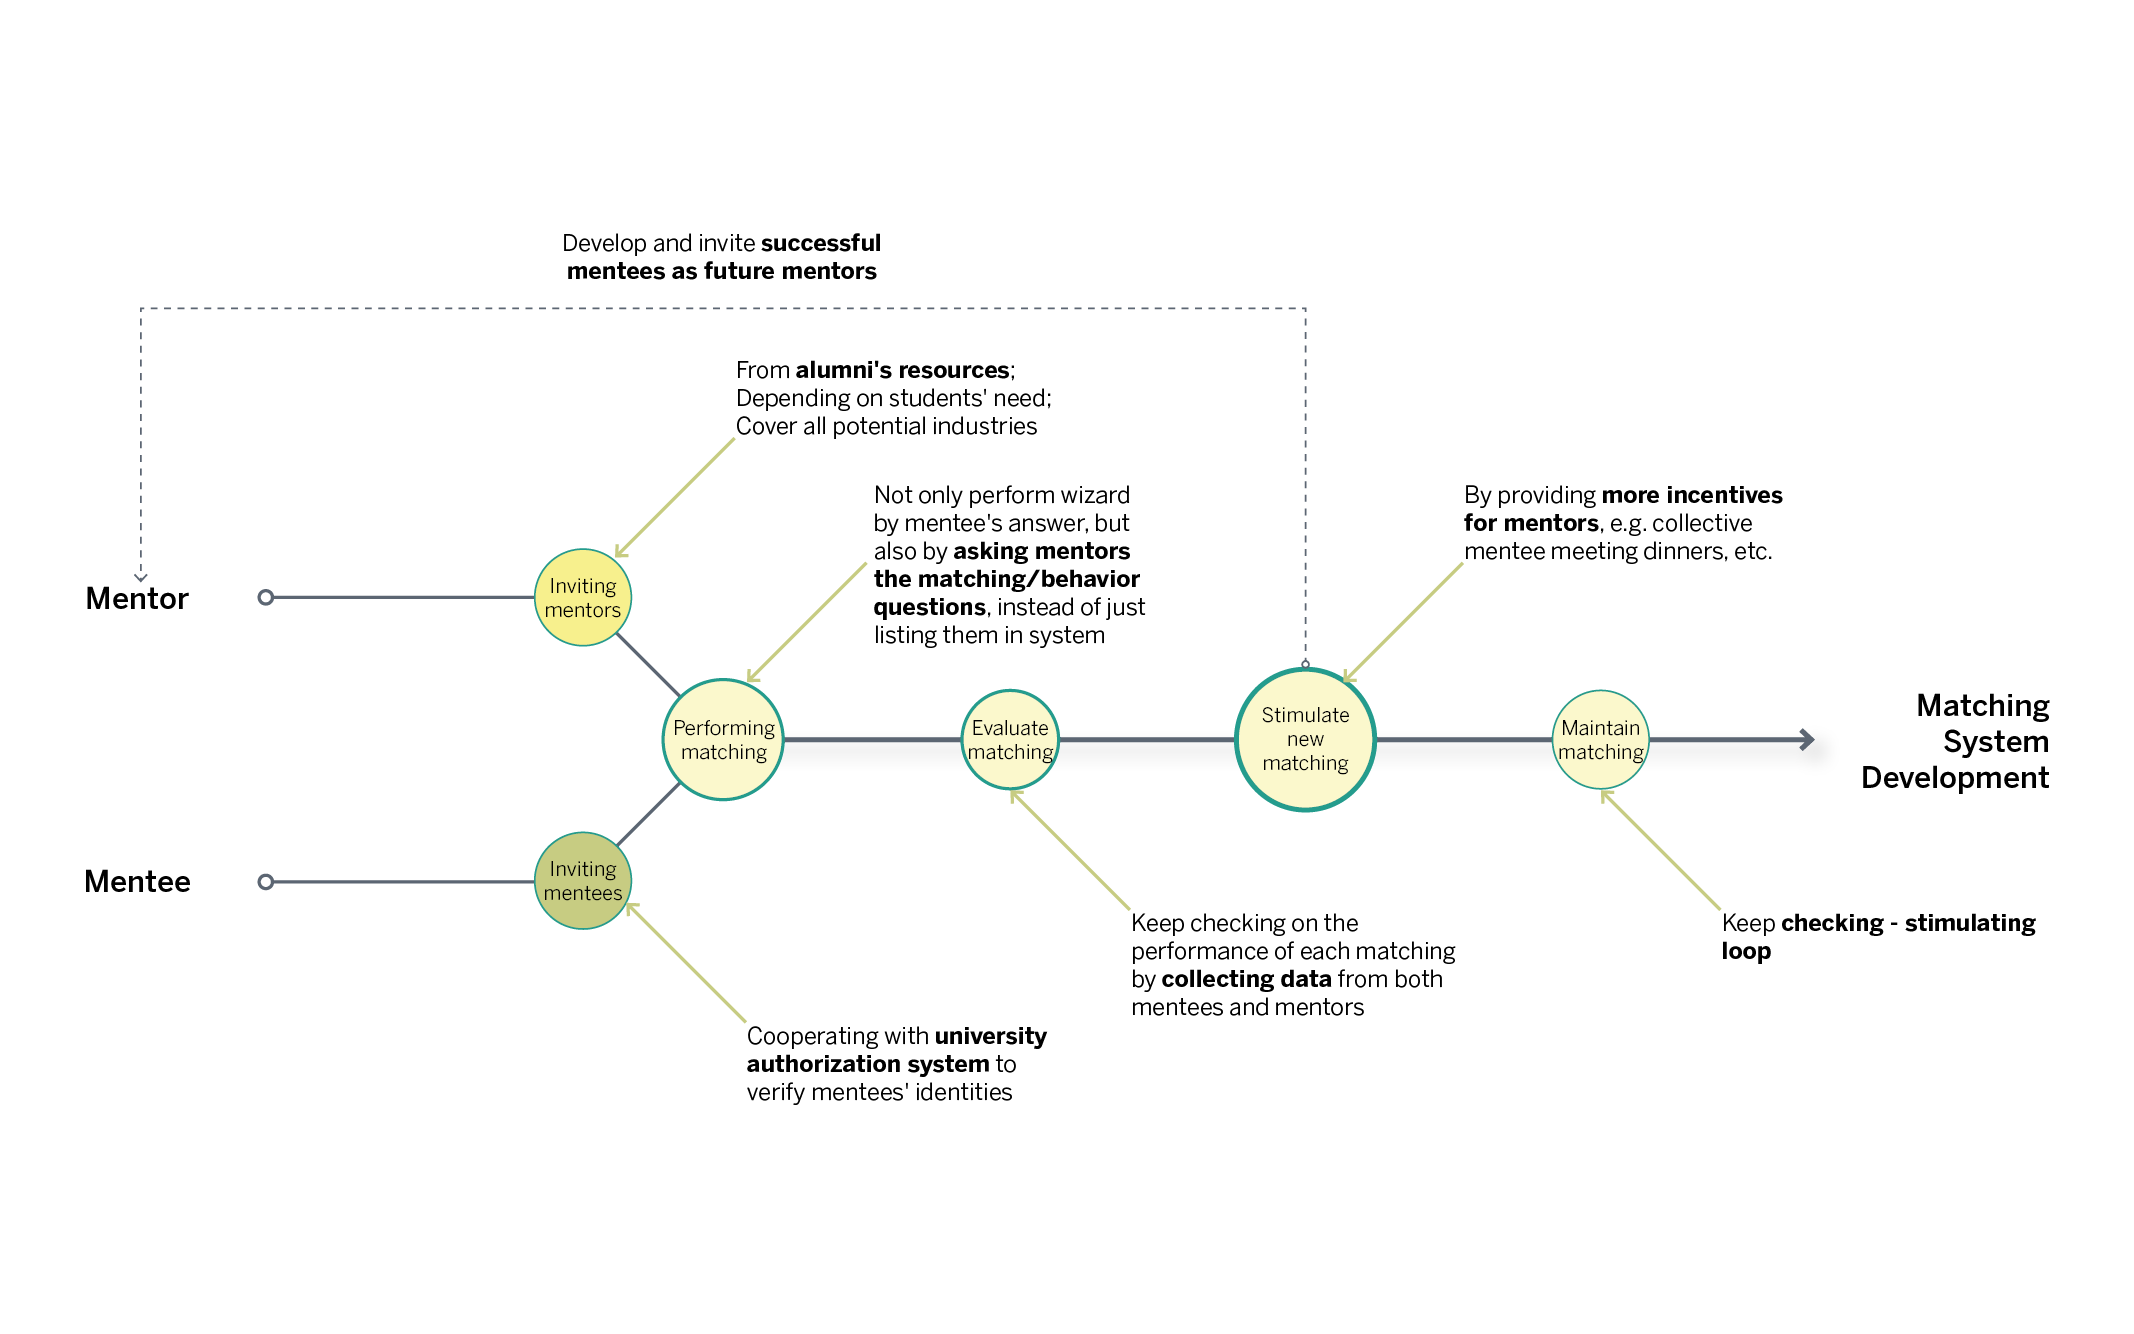 Develop and invite successful
mentees as future mentors
From alumni's resources;
Depending on students' need;
Cover all potential industries
Not only perform wizard
by mentee's answer, but
also by asking mentors
the matching/behavior
questions, instead of just
listing them in system
By providing more incentives
for mentors, e.g. collective
mentee meeting dinners, etc.
Mentor
Inviting
mentors
Performing
matching
Evaluate
matching
Stimulate
new
matching
Maintain
matching
Matching
System
Development
Mentee
Inviting
mentees
Keep checking on the
performance of each matching
by collecting data from both
mentees and mentors
Keep checking - stimulating
loop
Cooperating with university
authorization system to
verify mentees' identities